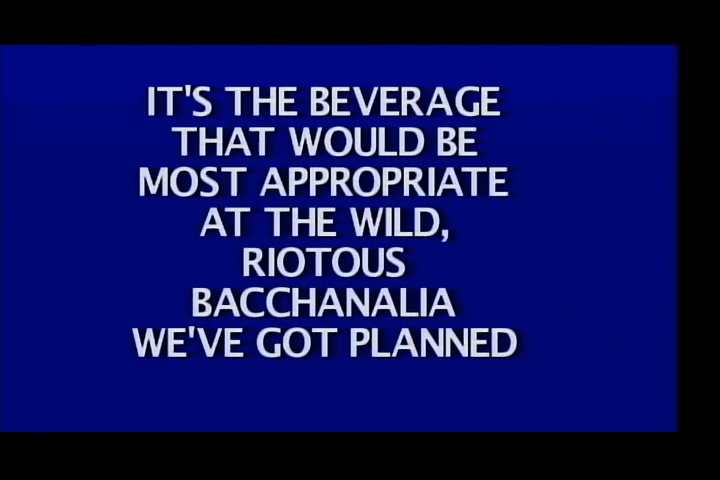 IT'S THE BEVERAGE
THAT WOULD BE
MOST APPROPRIATE
AT THE WILD,
RIOTOUS
BACCHANALIA
WE'VE GOT PLANNED